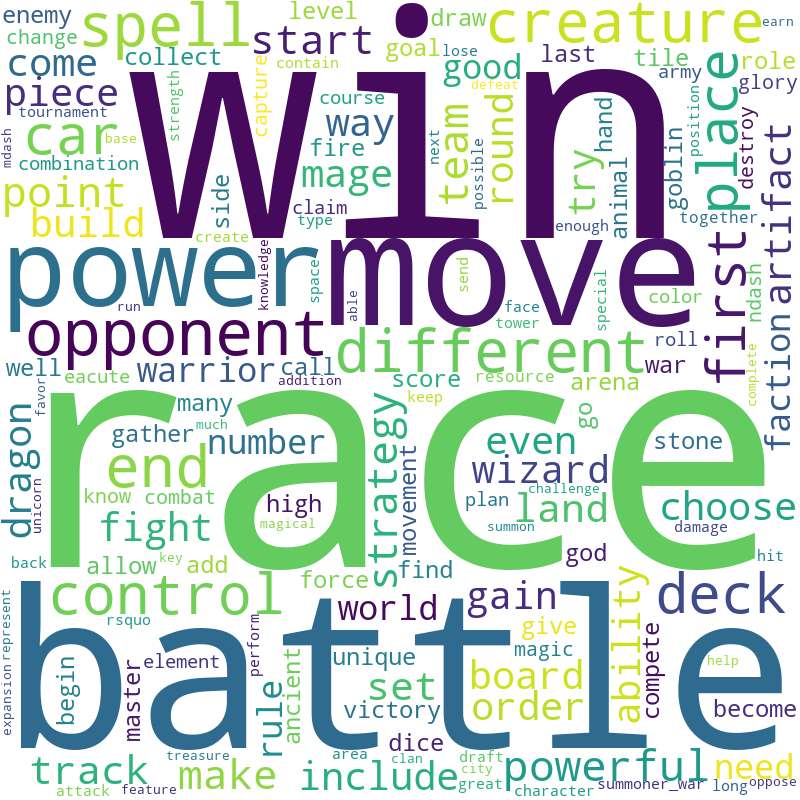 enemy
change
spell
level
draw
creature
earn
come
collect
start
goal
lose
good
last
tile
role
piece
tournament
strength
contain
capture
win
defeat
army
glory
mdash
car
base
course
way
team
round
next
possible
try
hand
goblin
position
place
destroy
combination
fire
mage
animal
point
build
side
claim
type
create
enough
together
artifact
power
move
knowledge
space
able
send
special
color
ndash
first
faction
run
face
tower
opponent
different
roll
well
eacute
warrior
call
addition
score
resource
arena
war
complete
favor
many
much
keep
go
dragon
gather
number
strategy
even
stone
unicorn
end
race
movement
wizard
know
combat
high
plan
challenge
land
choose
fight
magical
summon
damage
back
allow
key
add
force
find
god
hit
control
world
gain
ability
deck
rsquo
give
represent
expansion
begin
master
element
perform
battle
ancient
unique
magic
compete
help
rule
set
board
order
victory
become
dice
track
treasure
make
include
area
clan
draft
city
powerful
need
attack
feature
great
character
summoner_war
long
oppose